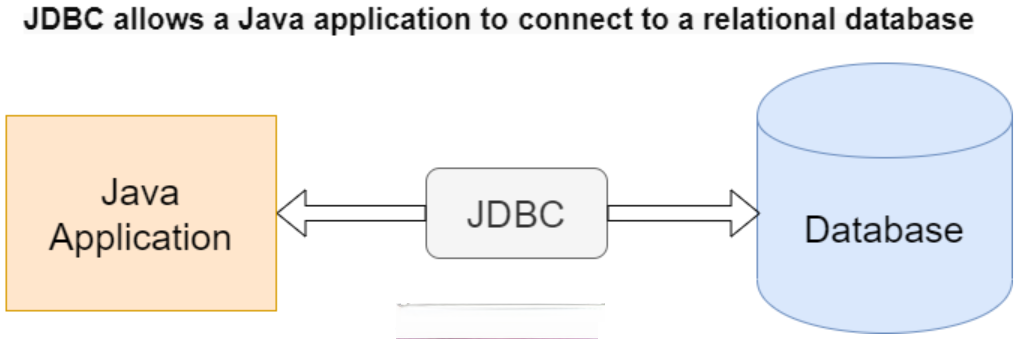 JDBC allows a Java application to connect to a relational database
Java
Application
JDBC
Database